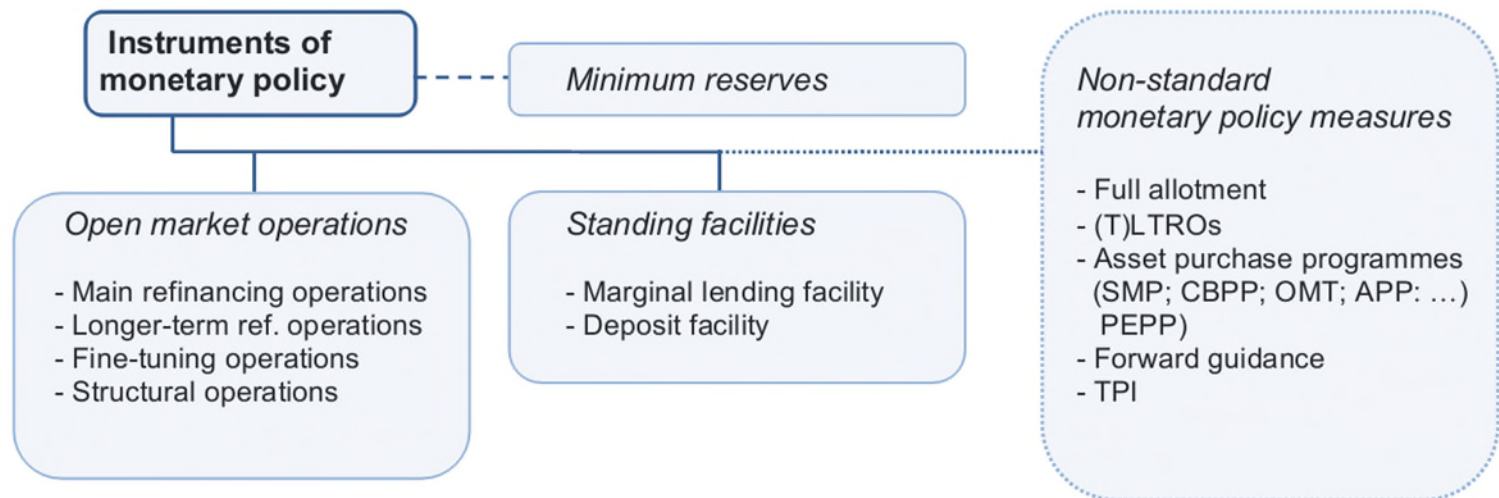 Instruments of
monetary policy
Minimum reserves
Open market operations
- Main refinancing operations
- Longer-term ref. operations
- Fine-tuning operations
- Structural operations
Standing facilities
- Marginal lending facility
- Deposit facility
Non-standard
monetary policy measures
- Full allotment
- (T)LTROs
- Asset purchase programmes
(SMP; CBPP; OMT; APP: …)
PEPP)
- Forward guidance
- TPI